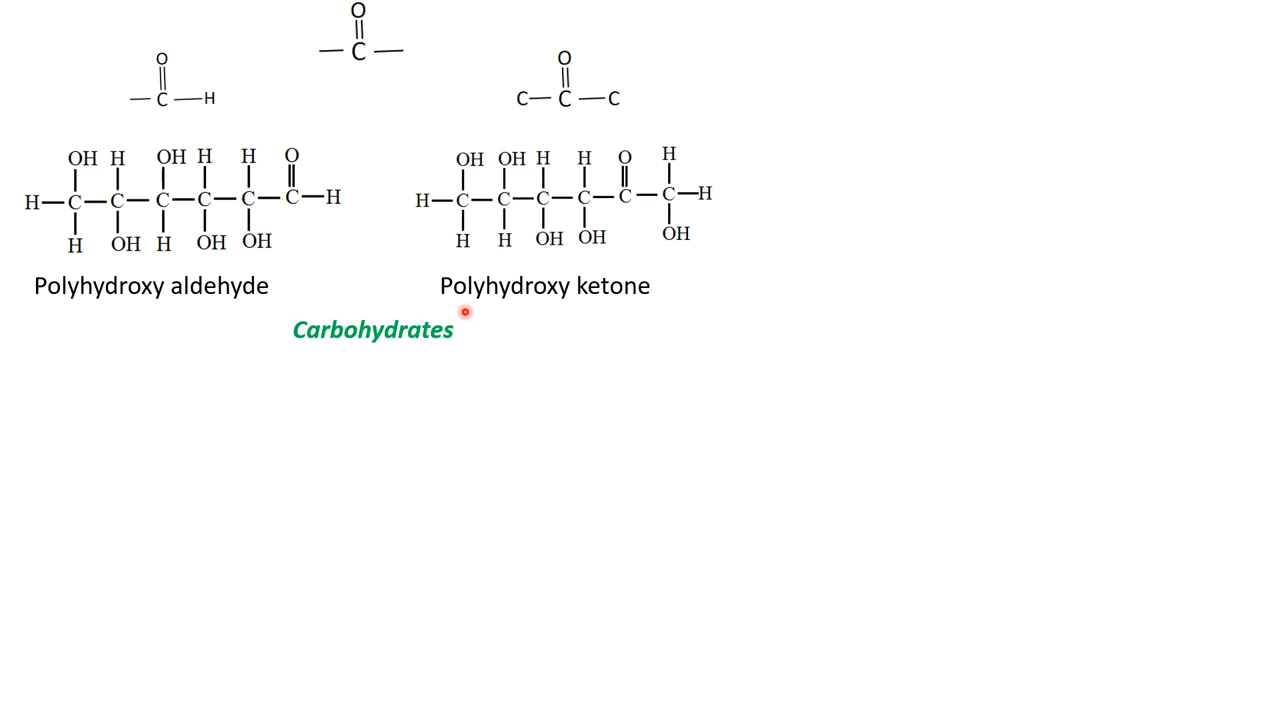 O
— C —
O
— C — H
O
C — C — C
OH H OH H H O
H — C — C — C — C — C — C — H
H OH H OH OH
OH OH H H O H
H — C — C — C — C — C — C — H
H H OH OH OH
Polyhydroxy aldehyde
Polyhydroxy ketone
Carbohydrates